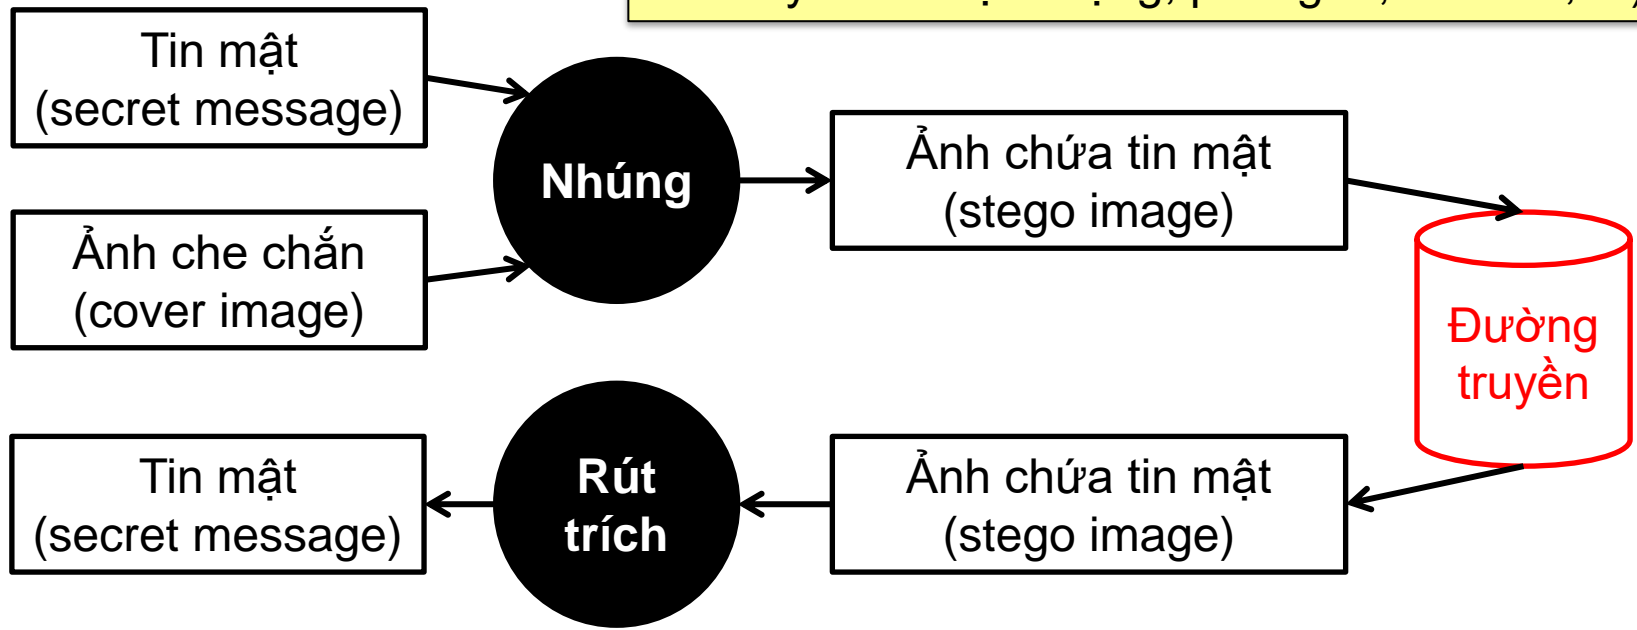 Tin mật
(secret message)
Ảnh che chắn
(cover image)
Nhúng
Ảnh chứa tin mật
(stego image)
Đường
truyền
Ảnh chứa tin mật
(stego image)
Rút
trích
Tin mật
(secret message)